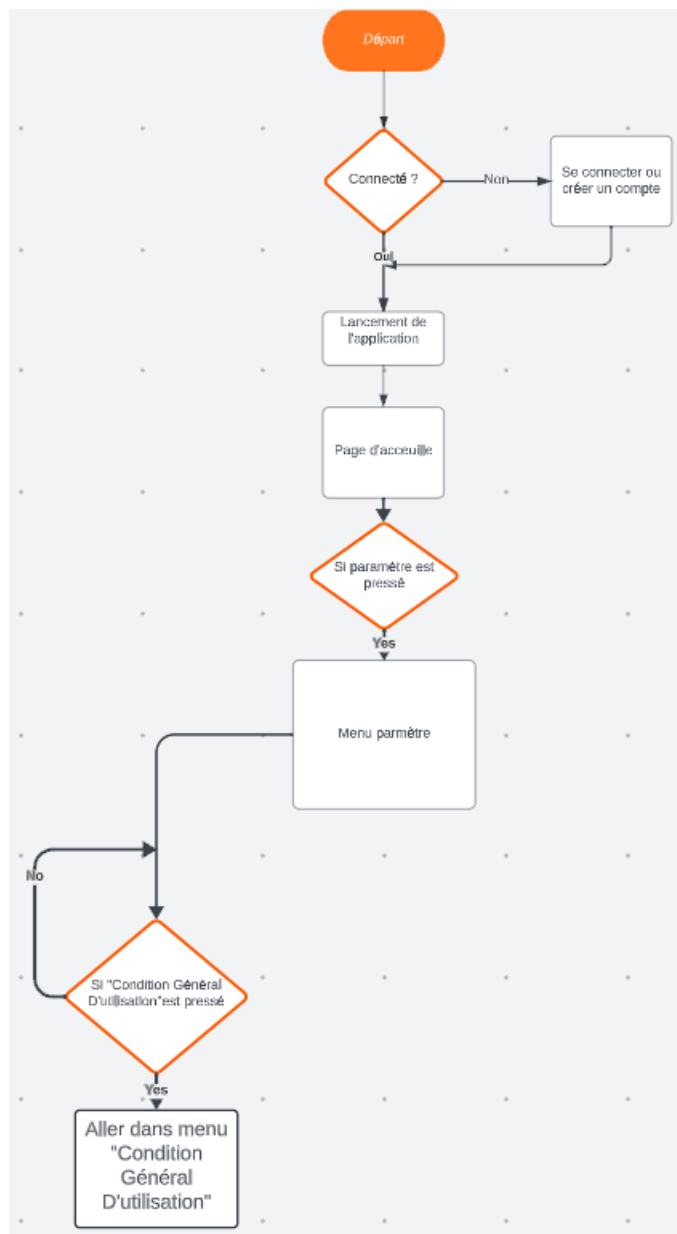 Départ
Connecté ?
Non
Se connecter ou
créer un compte
Oui
Lancement de
l'application
Page d'acceuille
Si paramètre est
pressé
Yes
Menu parmètre
No
Si "Condition Général
D'utilisation"est pressé
Yes
Aller dans menu
"Condition
Général
D'utilisation"